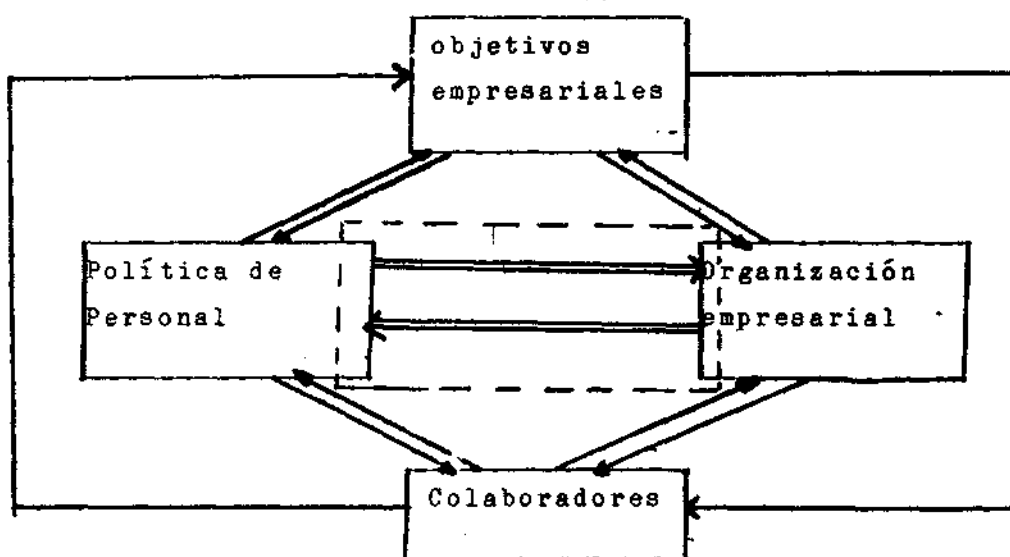 objetivos
empresariales
Política de
Personal
Organización
empresarial
Colaboradores